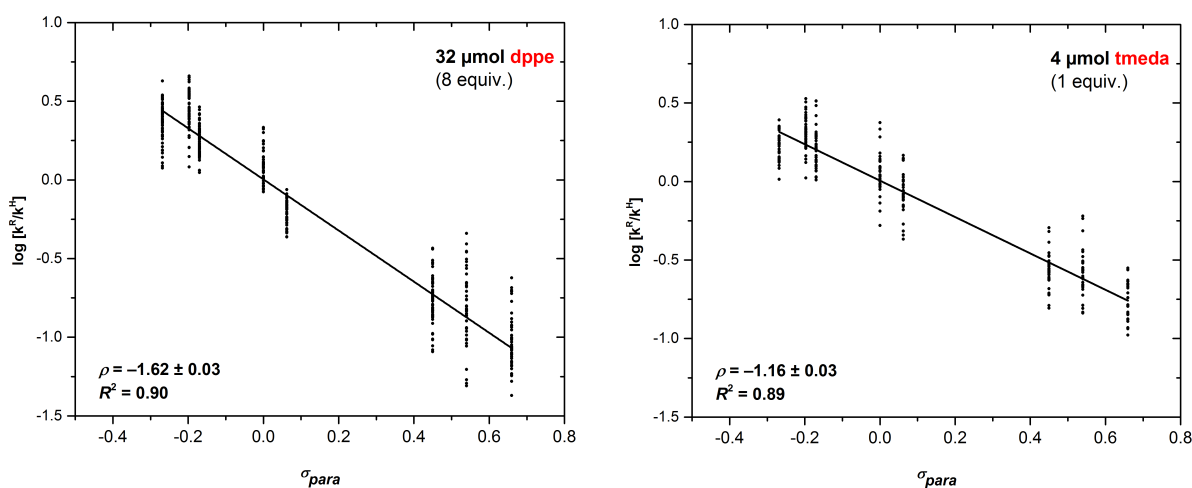 1.0
0.5
0.0
-0.5
-1.0
-1.5
log [k^R/k^H]
32 µmol dppe
(8 equiv.)
ρ = –1.62 ± 0.03
R² = 0.90
-0.4 -0.2 0.0 0.2 0.4 0.6 0.8
σpara
1.0
0.5
0.0
-0.5
-1.0
-1.5
log [k^R/k^H]
4 µmol tmeda
(1 equiv.)
ρ = –1.16 ± 0.03
R² = 0.89
-0.4 -0.2 0.0 0.2 0.4 0.6 0.8
σpara